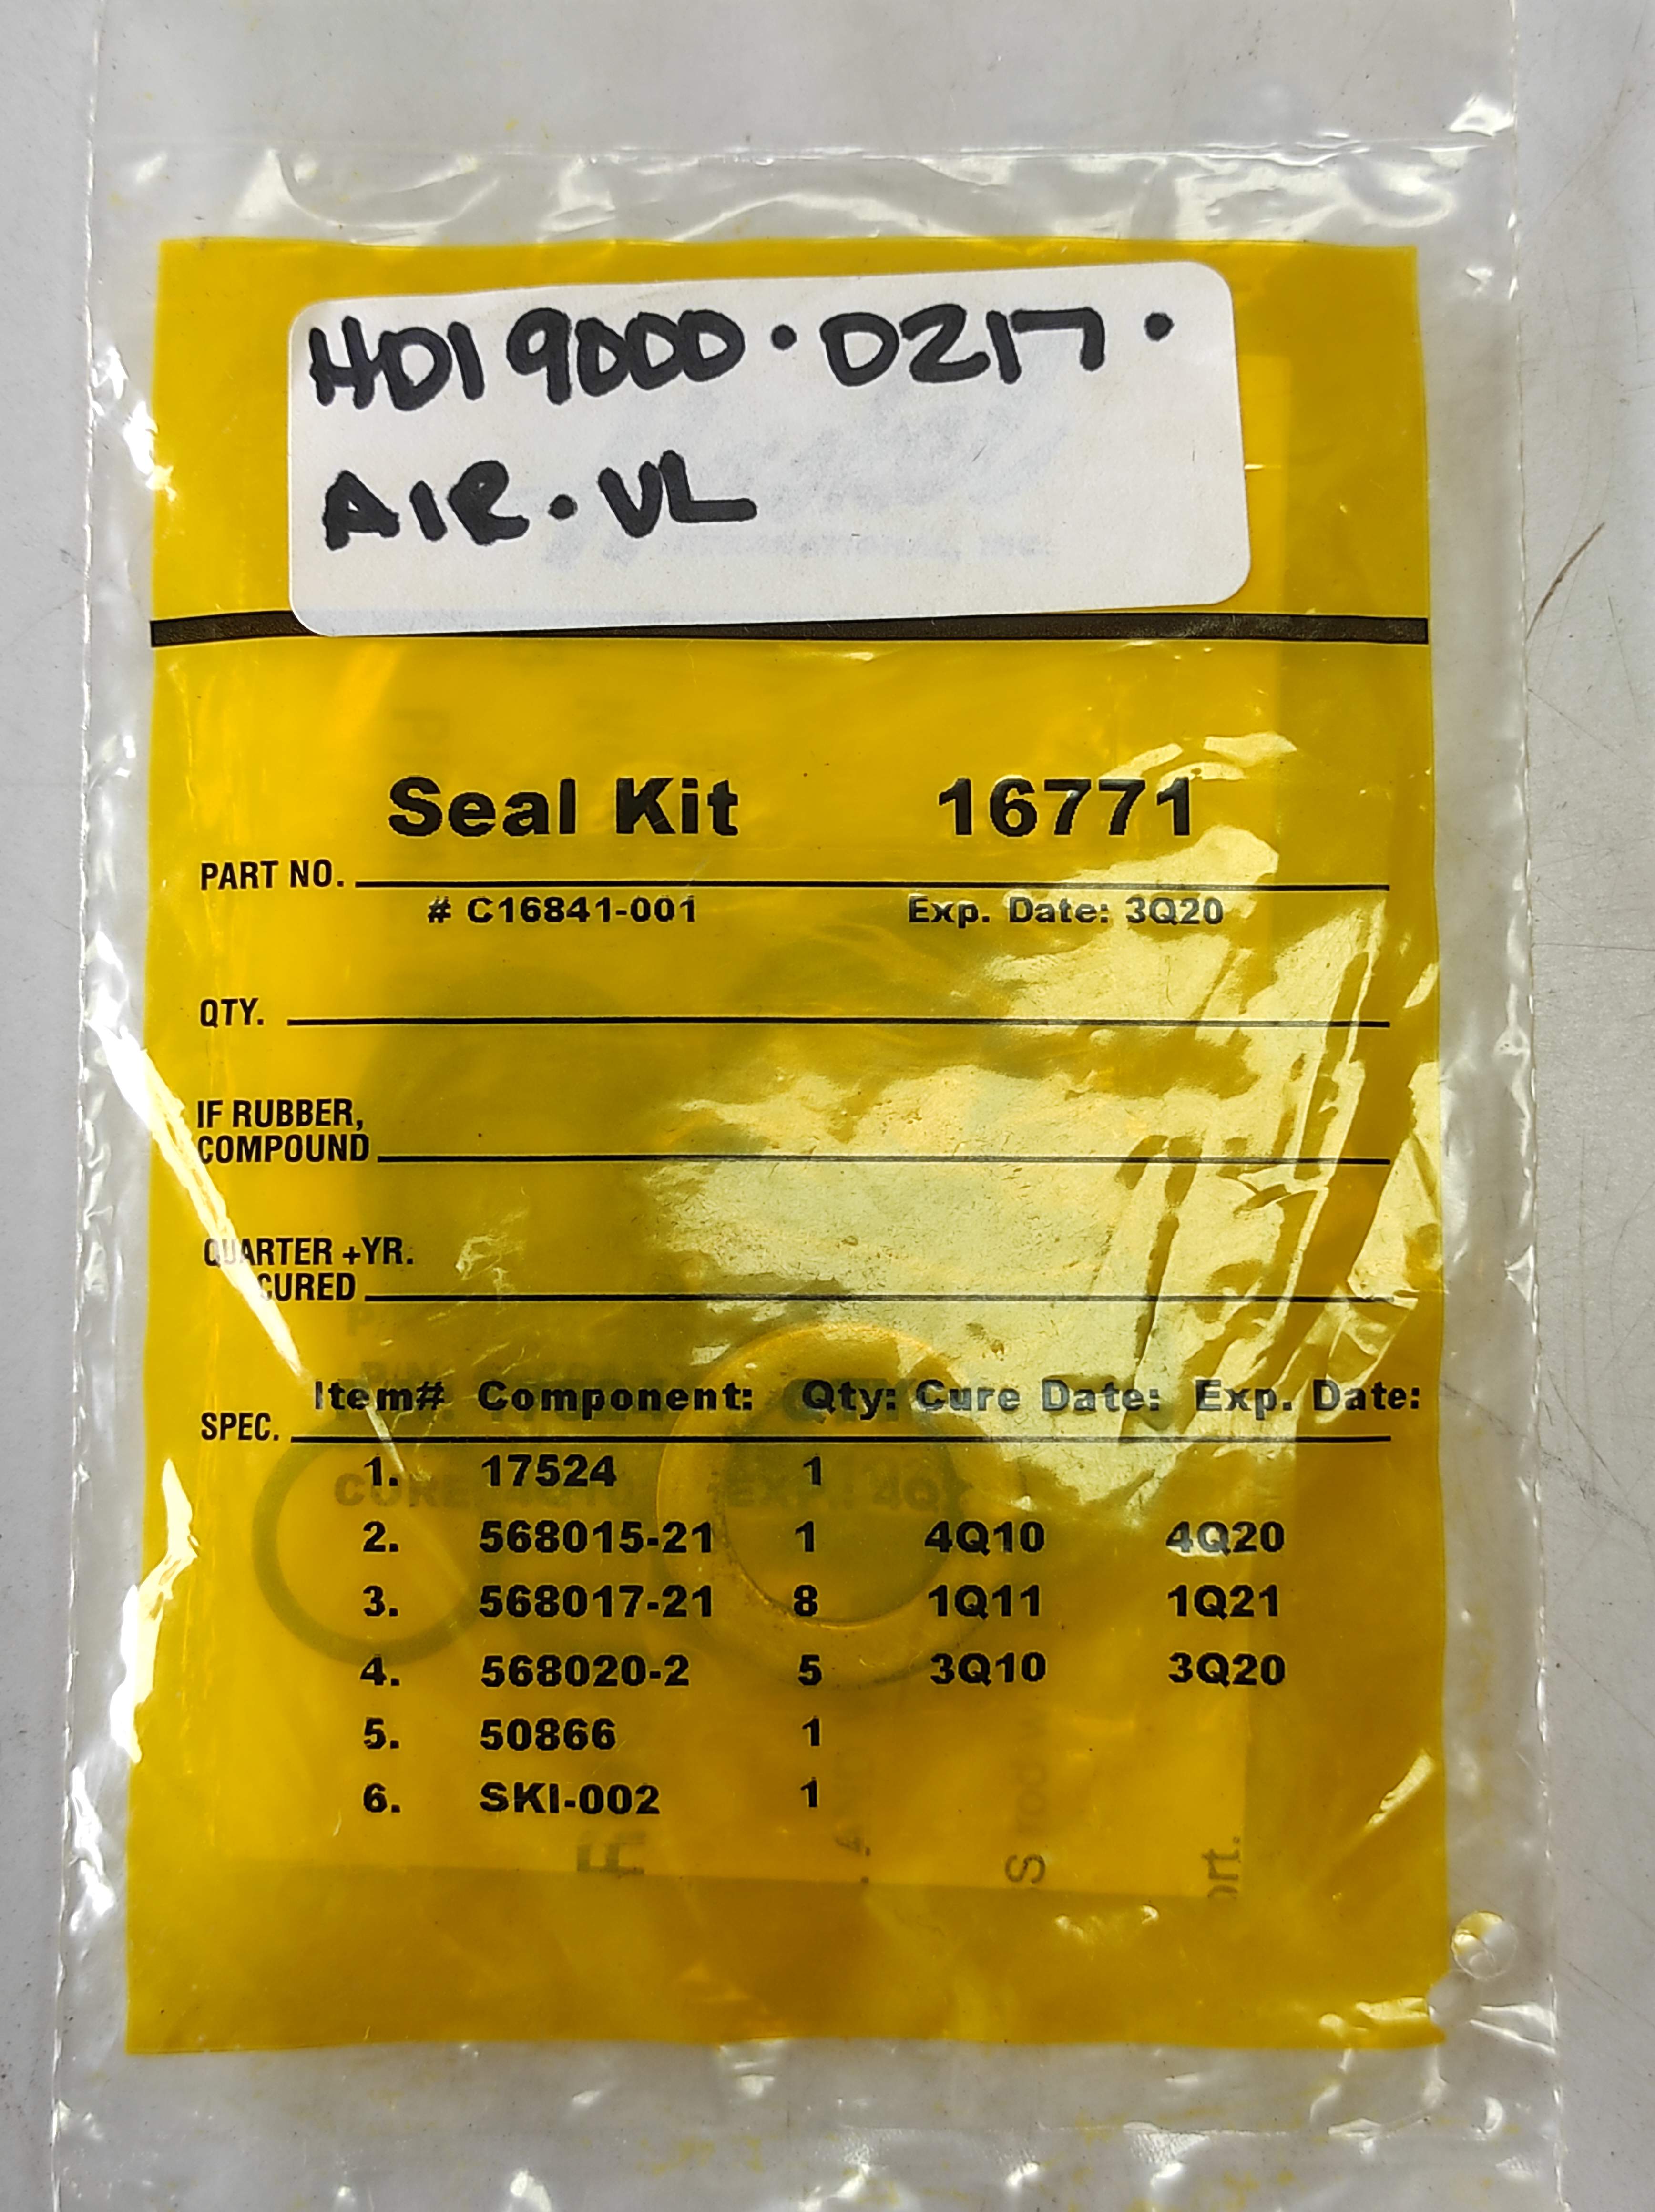 HDI 9000 • 0217 •
AIR • VL
Seal Kit 16771
PART NO.
# C16841-001 Exp. Date: 3Q20
QTY.
IF RUBBER,
COMPOUND
QUARTER +YR.
CURED
Item# Component: Qty: Cure Date: Exp. Date:
SPEC.
1. 17524 1
2. 568015-21 1 4Q10 4Q20
3. 568017-21 8 1Q11 1Q21
4. 568020-2 5 3Q10 3Q20
5. 50866 1
6. SKI-002 1